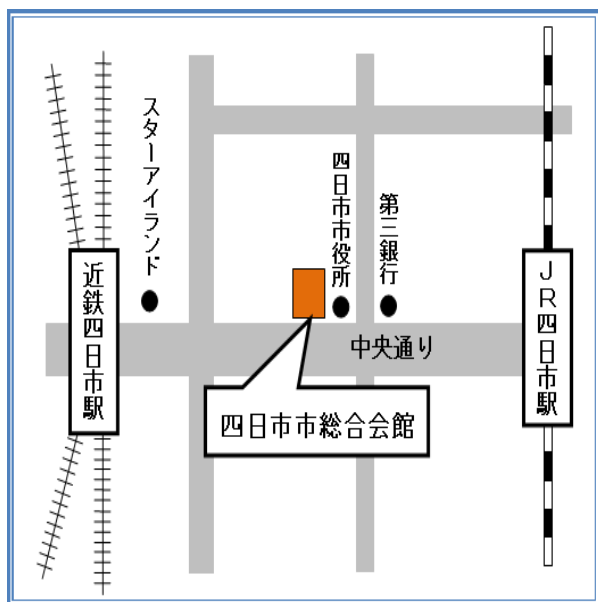 スターアイランド
四日市市役所
第三銀行
近鉄四日市駅
JR四日市駅
中央通り
四日市市総合会館